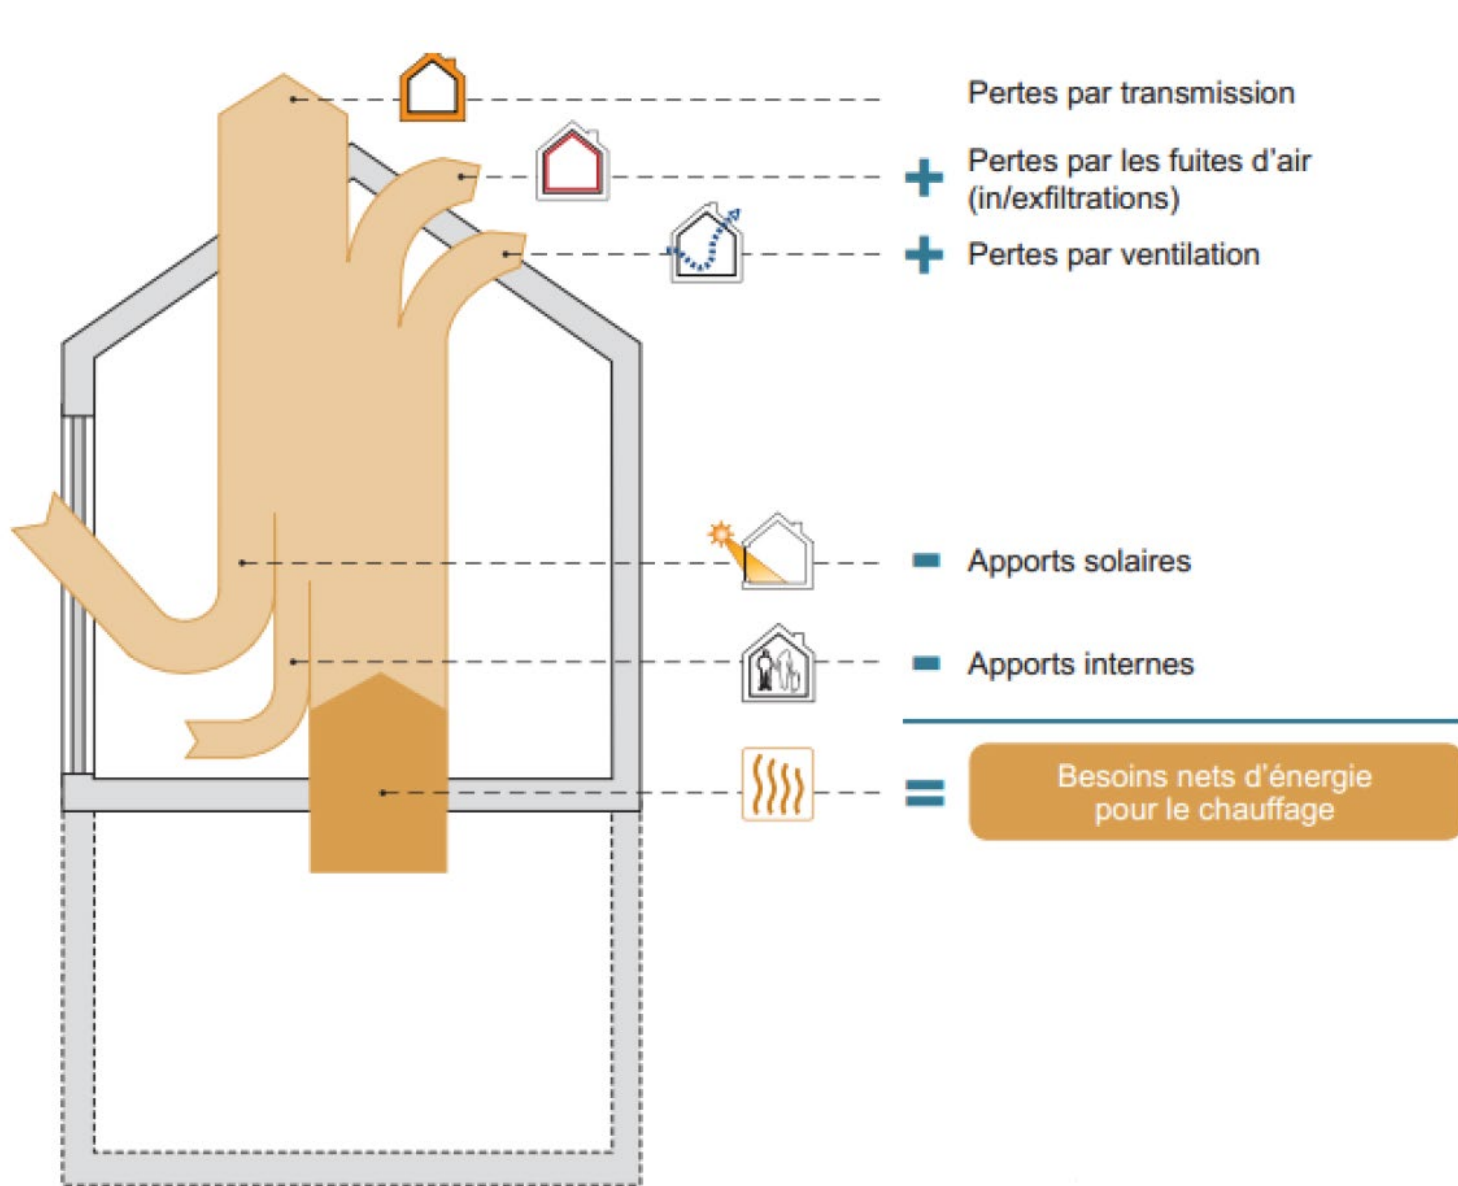 Pertes par transmission
+ Pertes par les fuites d'air
(in/exfiltrations)
+ Pertes par ventilation
- Apports solaires
- Apports internes
= Besoins nets d'énergie
pour le chauffage